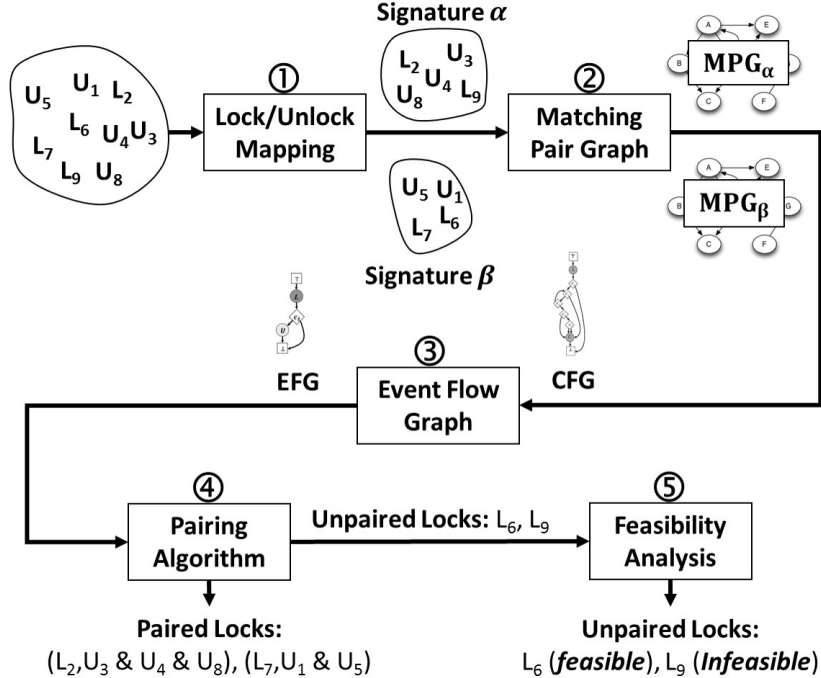 Signature α
L2 U3
U4
U8 L9
U5 U1 L2
L6 U4 U3
L7
L9 U8
①
Lock/Unlock
Mapping
②
Matching
Pair Graph
A E
B MPGα
C F
A E
B MPGβ G
C F
U5 U1
L7 L6
Signature β
EFG
CFG
③
Event Flow
Graph
④
Pairing
Algorithm
Unpaired Locks: L6, L9
⑤
Feasibility
Analysis
Paired Locks:
(L2,U3 & U4 & U8), (L7,U1 & U5)
Unpaired Locks:
L6 (feasible), L9 (Infeasible)